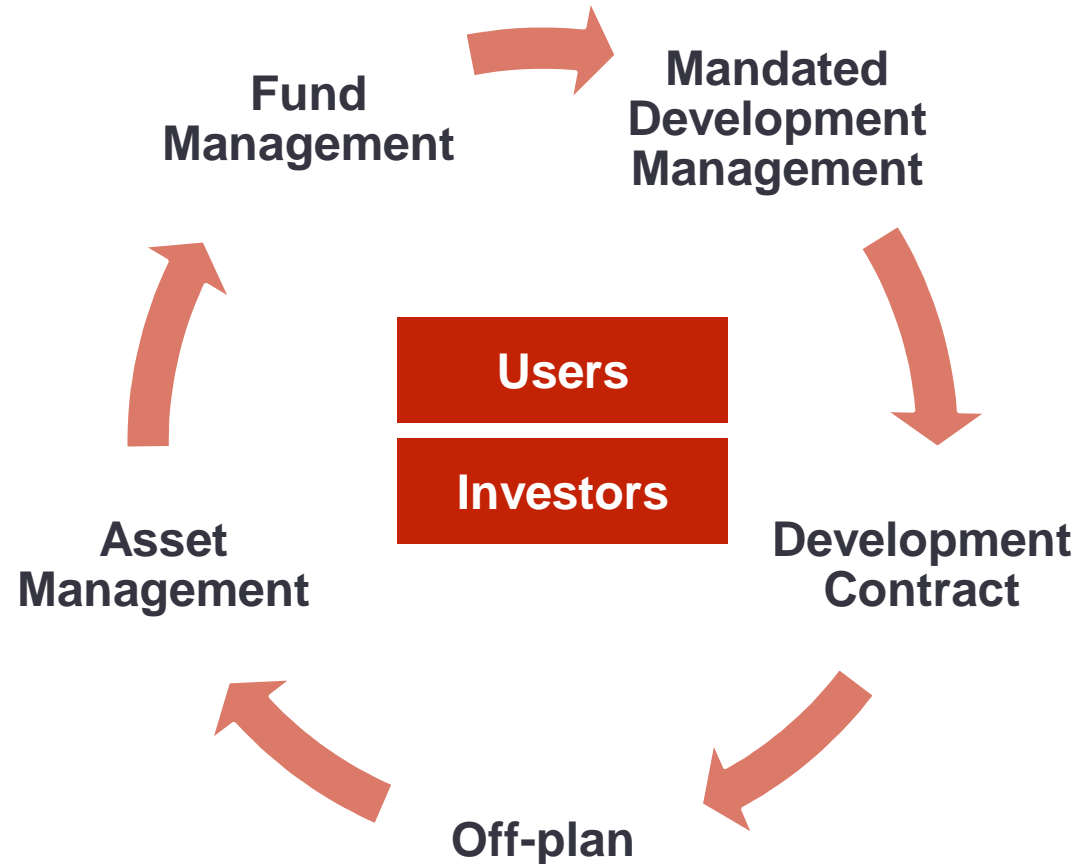 Fund
Management
Mandated
Development
Management
Users
Investors
Asset
Management
Development
Contract
Off-plan